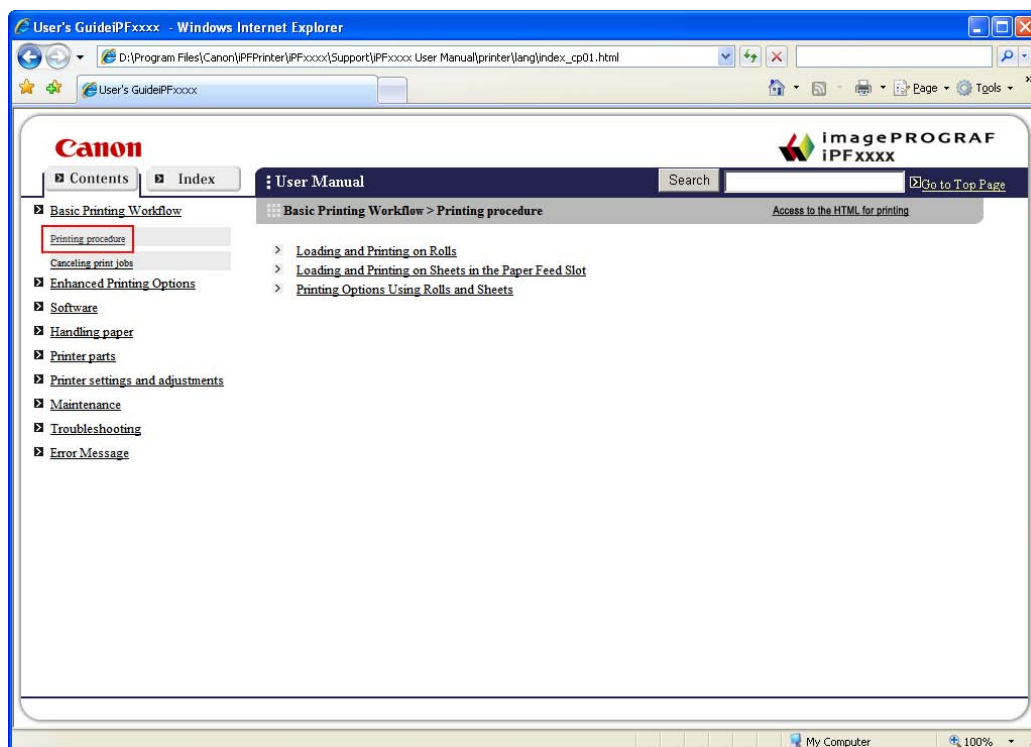 User's GuideiPFxxxx - Windows Internet Explorer
D:\Program Files\Canon\iPFPrinter\iPFxxxx\Support\iPFxxxx User Manual\printer\lang\index_cp01.html
User's GuideiPFxxxx
Page
Tools
»
Canon
imagePROGRAF
iPFxxxx
Contents
Index
User Manual
Search
Go to Top Page
Basic Printing Workflow
Basic Printing Workflow > Printing procedure
Access to the HTML for printing
Printing procedure
Canceling print jobs
Enhanced Printing Options
Software
Handling paper
Printer parts
Printer settings and adjustments
Maintenance
Troubleshooting
Error Message
> Loading and Printing on Rolls
> Loading and Printing on Sheets in the Paper Feed Slot
> Printing Options Using Rolls and Sheets
My Computer
100%